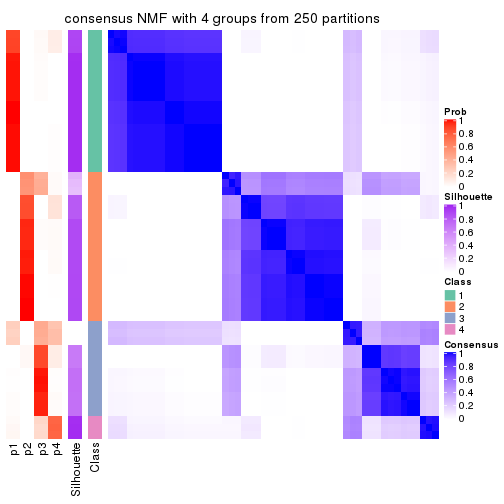 consensus NMF with 4 groups from 250 partitions
Prob
1
0.8
0.6
0.4
0.2
0
Silhouette
1
0.8
0.6
0.4
0.2
0
Class
1
2
3
4
Consensus
1
0.8
0.6
0.4
0.2
0
p1
p2
p3
p4
Silhouette
Class